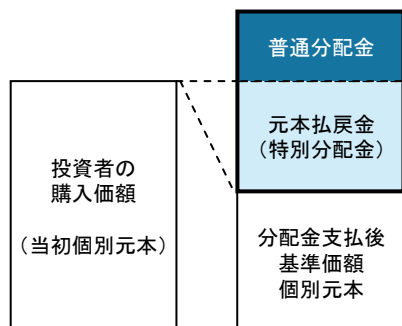 普通分配金
元本払戻金
（特別分配金）
投資者の
購入価額
（当初個別元本）
分配金支払後
基準価額
個別元本